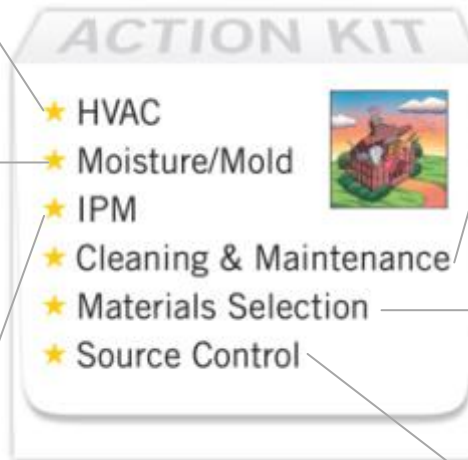 ACTION KIT
HVAC
Moisture/Mold
IPM
Cleaning & Maintenance
Materials Selection
Source Control